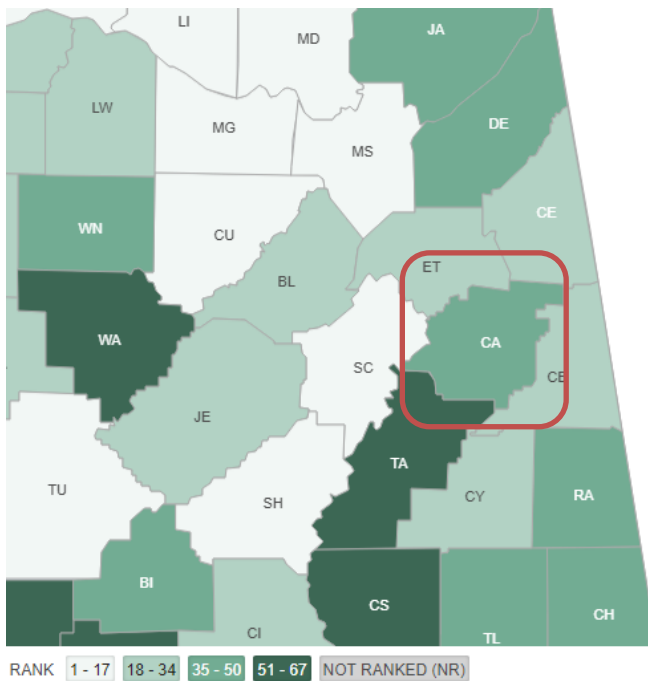 LI
MD
JA
LW
MG
DE
MS
CE
WN
CU
ET
BL
WA
CA
SC
CB
JE
TA
TU
CY
RA
SH
BI
CS
CH
CI
TL
RANK 1 - 17 18 - 34 35 - 50 51 - 67 NOT RANKED (NR)